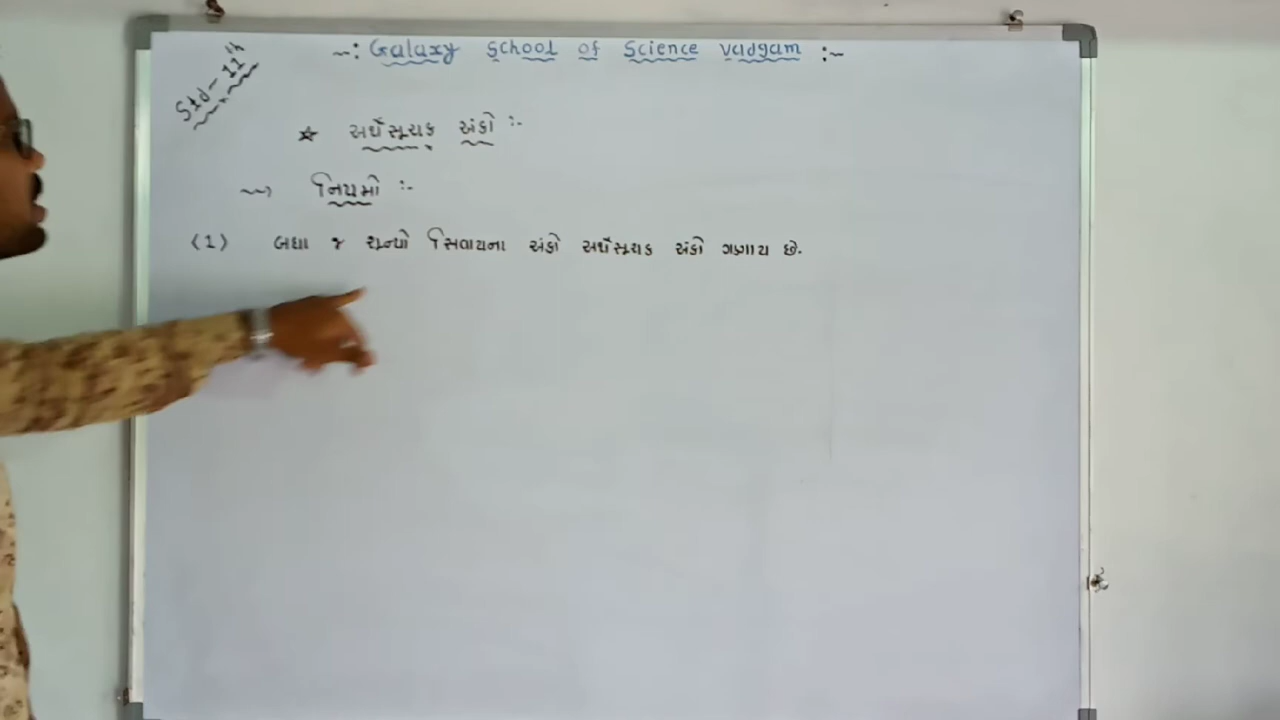 ~: Galaxy School of Science Vadgam :~
Std-11th
★ અર્થસૂચક અંકો :-
નિયમો :-
(1) બધા જ શૂન્યો સિવાયના અંકો અર્થસૂચક અંકો ગણાય છે.